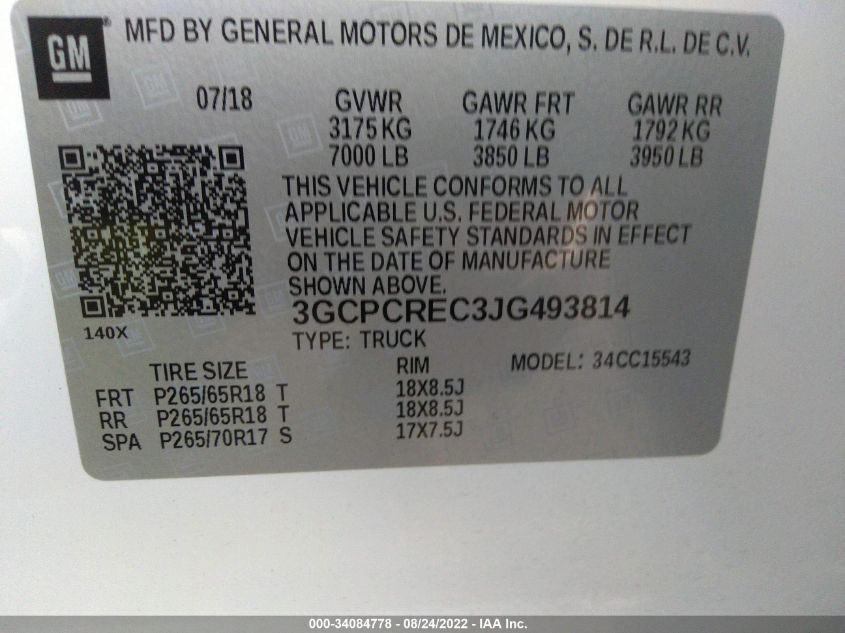 GM
MFD BY GENERAL MOTORS DE MEXICO, S. DE R.L. DE C.V.
07/18 GVWR GAWR FRT GAWR RR
3175 KG 1746 KG 1792 KG
7000 LB 3850 LB 3950 LB
THIS VEHICLE CONFORMS TO ALL
APPLICABLE U.S. FEDERAL MOTOR
VEHICLE SAFETY STANDARDS IN EFFECT
ON THE DATE OF MANUFACTURE
SHOWN ABOVE.
3GCPCREC3JG493814
140X
TYPE: TRUCK
TIRE SIZE RIM MODEL: 34CC15543
FRT P265/65R18 T 18X8.5J
RR P265/65R18 T 18X8.5J
SPA P265/70R17 S 17X7.5J
000-34084778 - 08/24/2022 - IAA Inc.